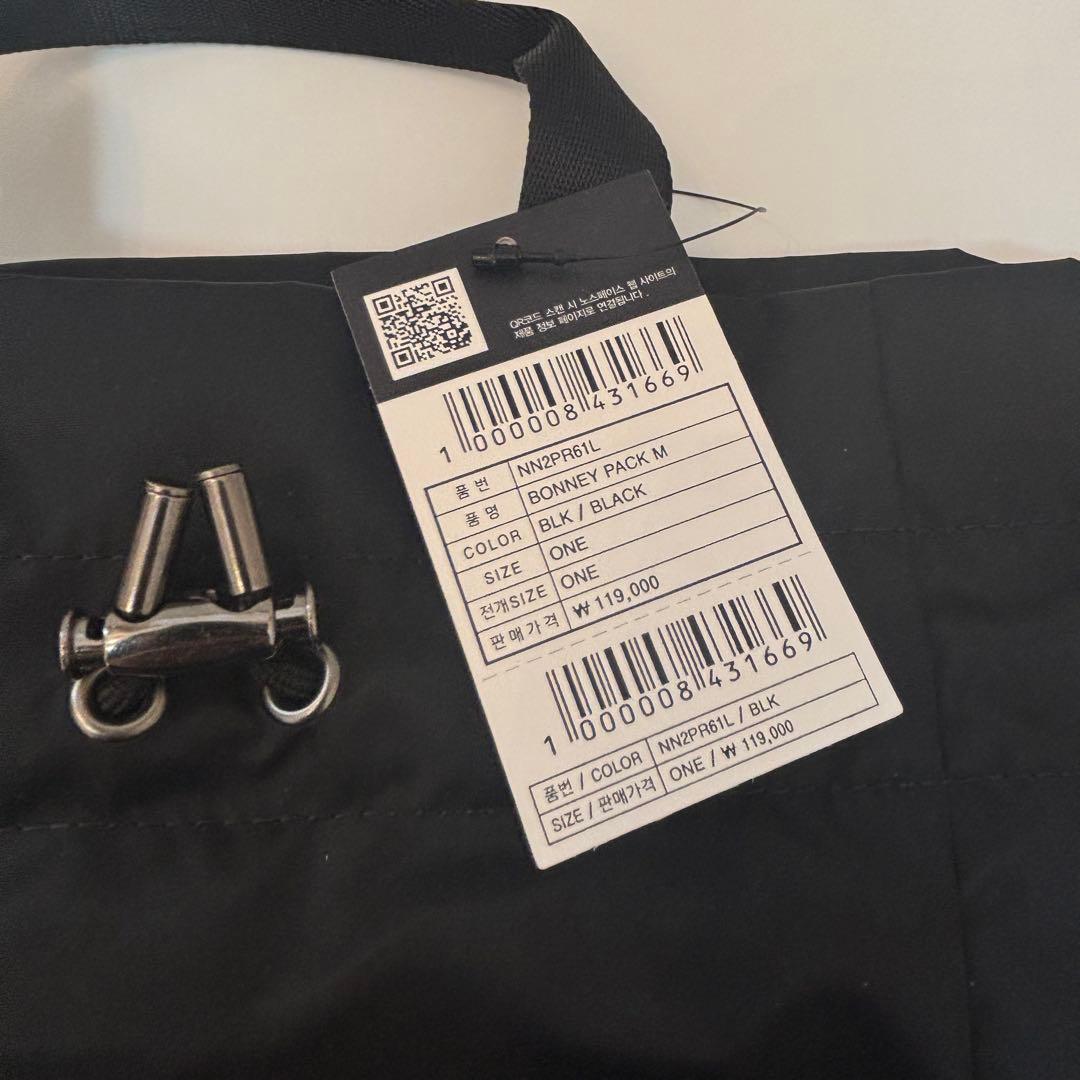 QR코드 스캔 시 노스페이스 웹 사이트의
제품 정보 페이지로 연결됩니다.
1 000008 431669
품 번 NN2PR61L
품 명 BONNEY PACK M
COLOR BLK / BLACK
SIZE ONE
전개SIZE ONE
판 매 가 격 ₩ 119,000
1 000008 431669
품번 / COLOR NN2PR61L / BLK
SIZE / 판매가격 ONE / ₩ 119,000